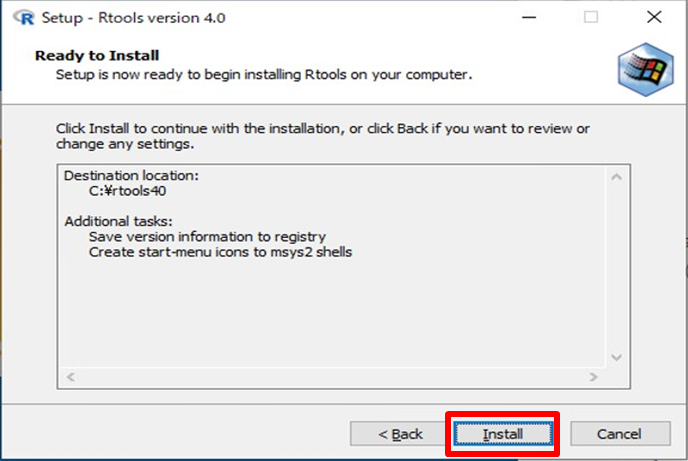 Setup - Rtools version 4.0
Ready to Install
Setup is now ready to begin installing Rtools on your computer.
Click Install to continue with the installation, or click Back if you want to review or
change any settings.
Destination location:
C:¥rtools40
Additional tasks:
Save version information to registry
Create start-menu icons to msys2 shells
< Back
Install
Cancel